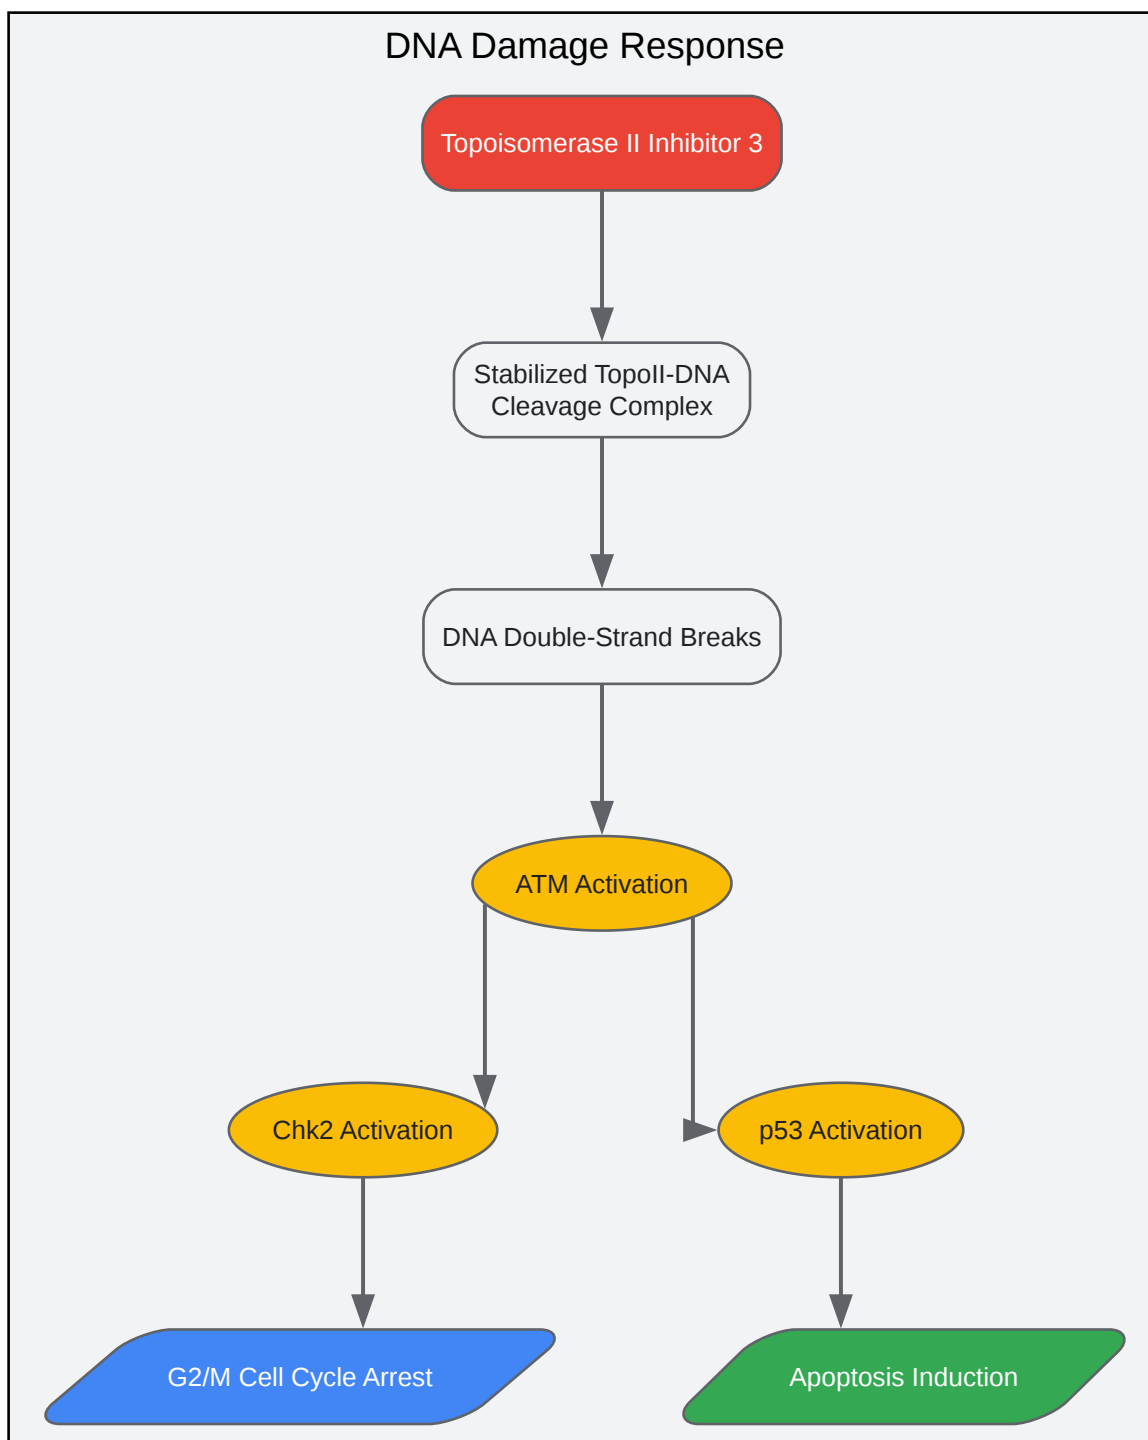 DNA Damage Response
Topoisomerase II Inhibitor 3
Stabilized TopoII-DNA
Cleavage Complex
DNA Double-Strand Breaks
ATM Activation
Chk2 Activation
p53 Activation
G2/M Cell Cycle Arrest
Apoptosis Induction